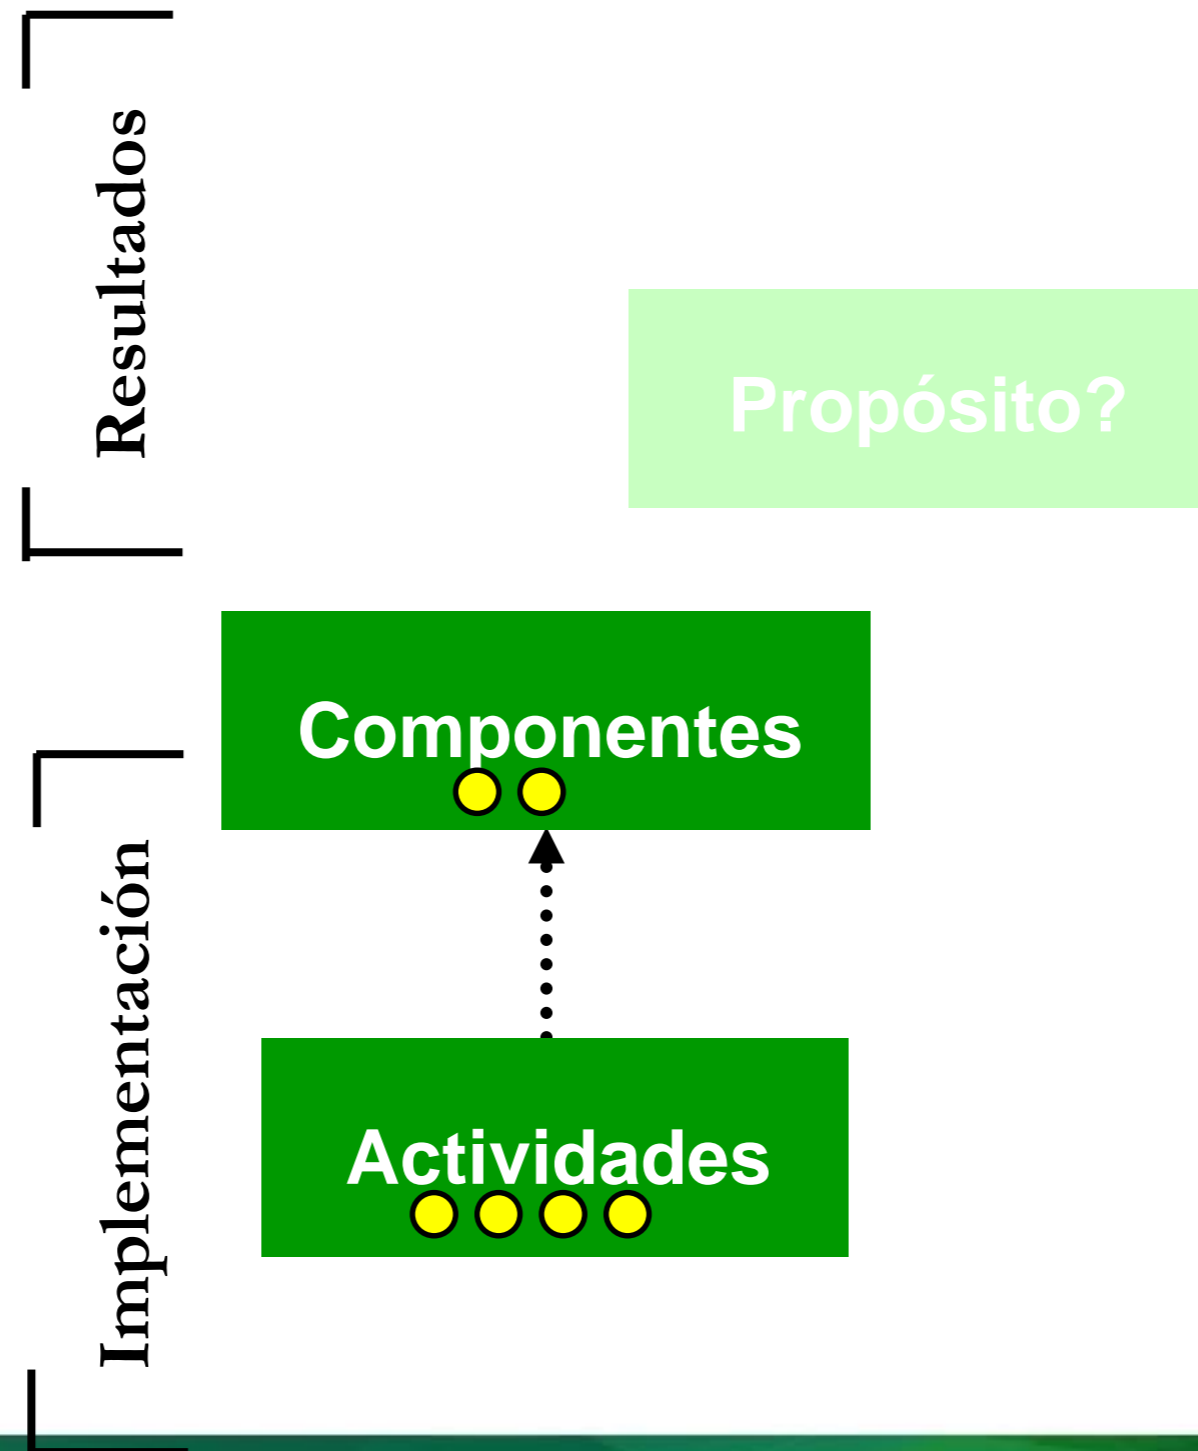 Resultados
Propósito?
Componentes
Implementación
Actividades